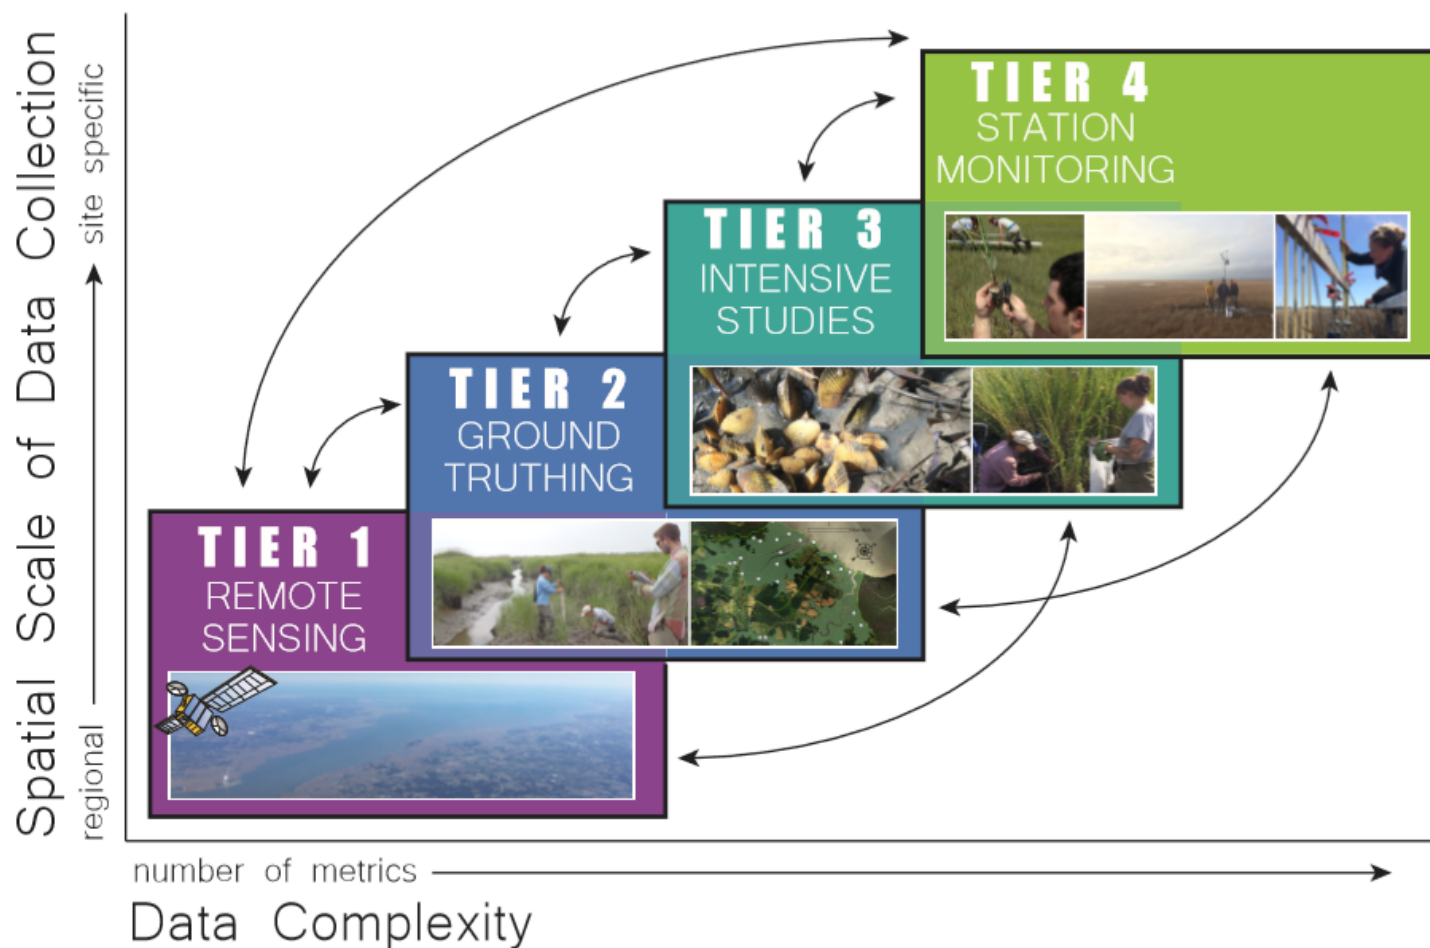 Spatial Scale of Data Collection
site specific
regional
TIER 4
STATION
MONITORING
TIER 3
INTENSIVE
STUDIES
TIER 2
GROUND
TRUTHING
TIER 1
REMOTE
SENSING
number of metrics
Data Complexity